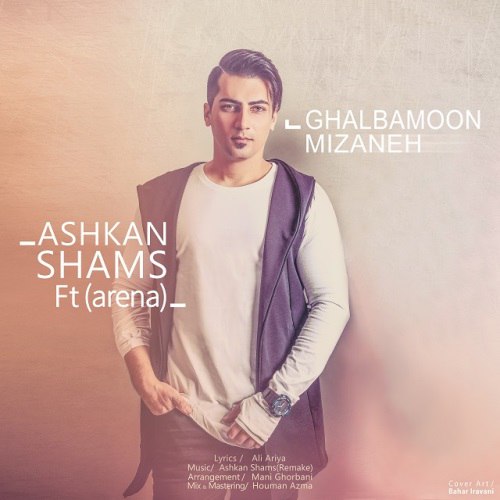 GHALBAMOON
MIZANEH
ASHKAN
SHAMS
Ft (arena)
Lyrics / Ali Ariya
Music/ Ashkan Shams(Remake)
Arrangement / Mani Ghorbani
Mix & Mastering/ Houman Azma
Cover Art /
Bahar Iravani